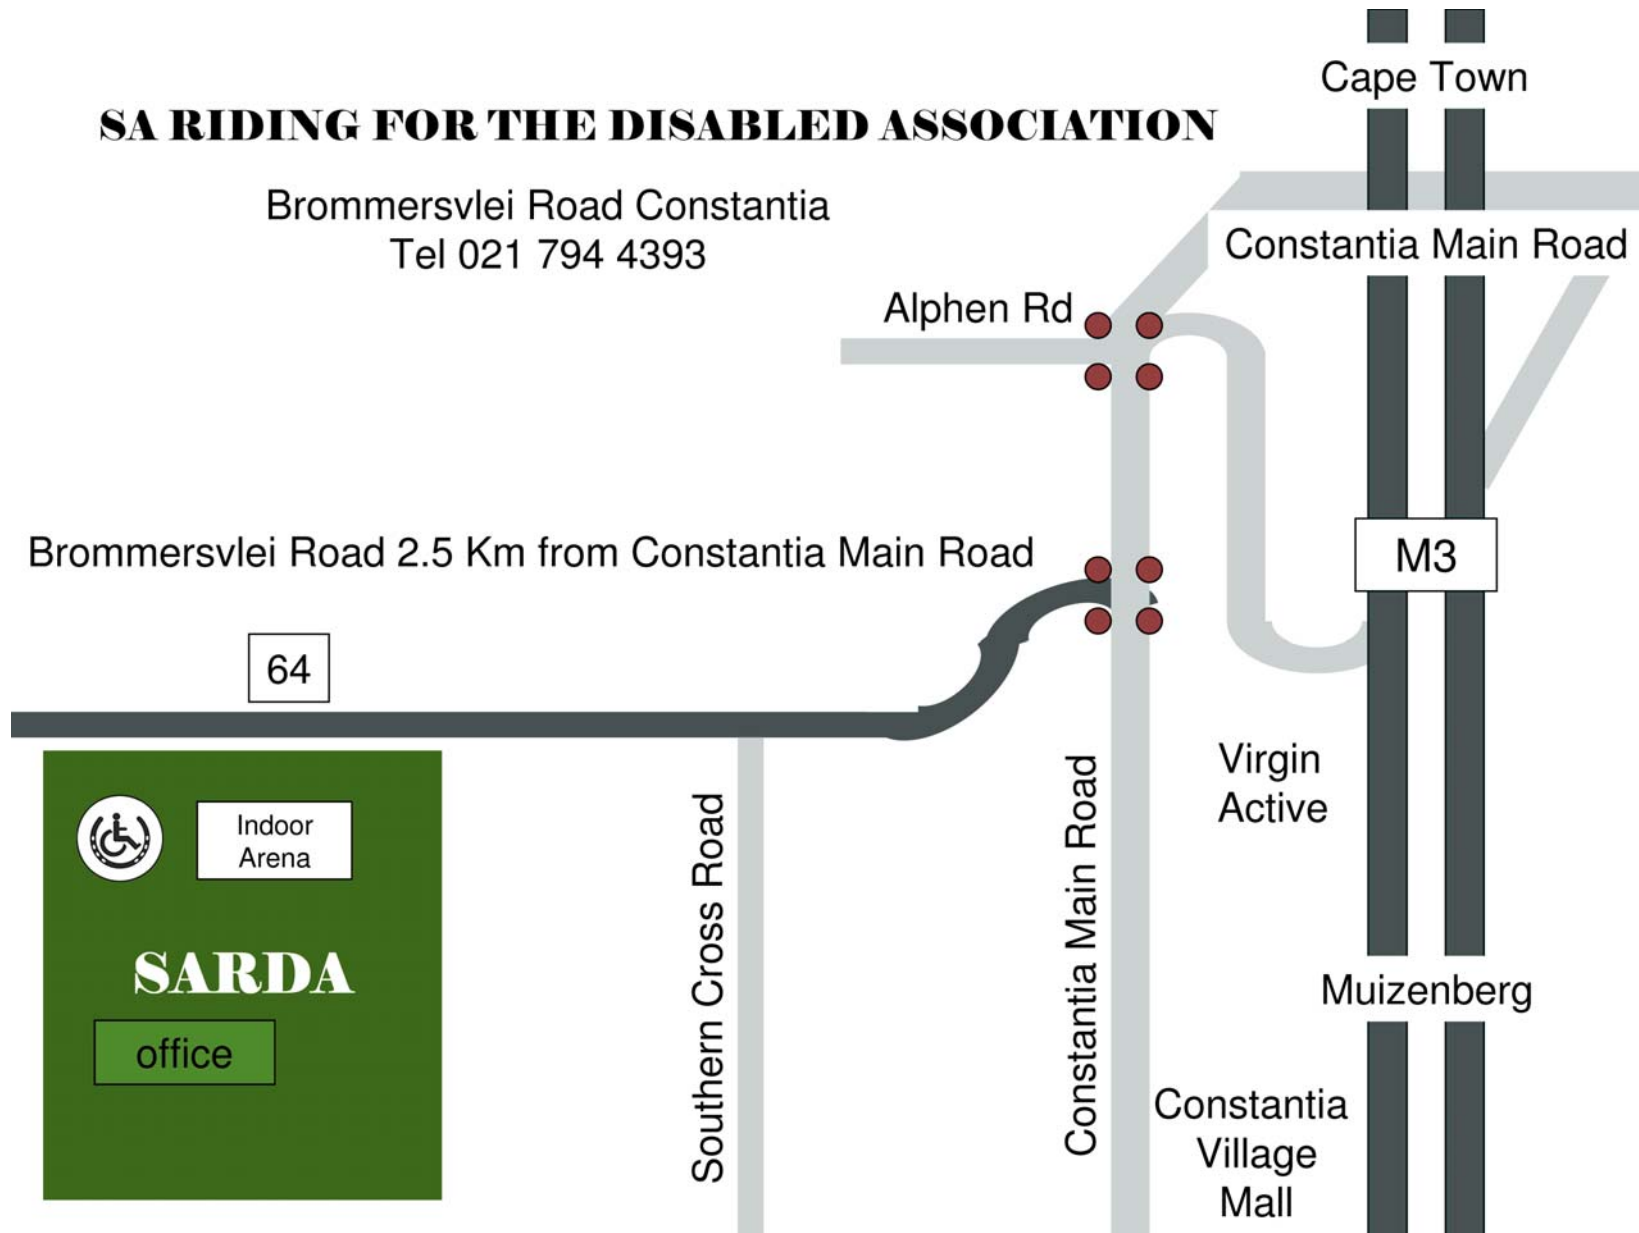 Cape Town
SA RIDING FOR THE DISABLED ASSOCIATION
Brommersvlei Road Constantia
Tel 021 794 4393
Constantia Main Road
Alphen Rd
Brommersvlei Road 2.5 Km from Constantia Main Road
M3
64
Virgin
Active
Indoor
Arena
SARDA
office
Southern Cross Road
Constantia Main Road
Muizenberg
Constantia
Village
Mall